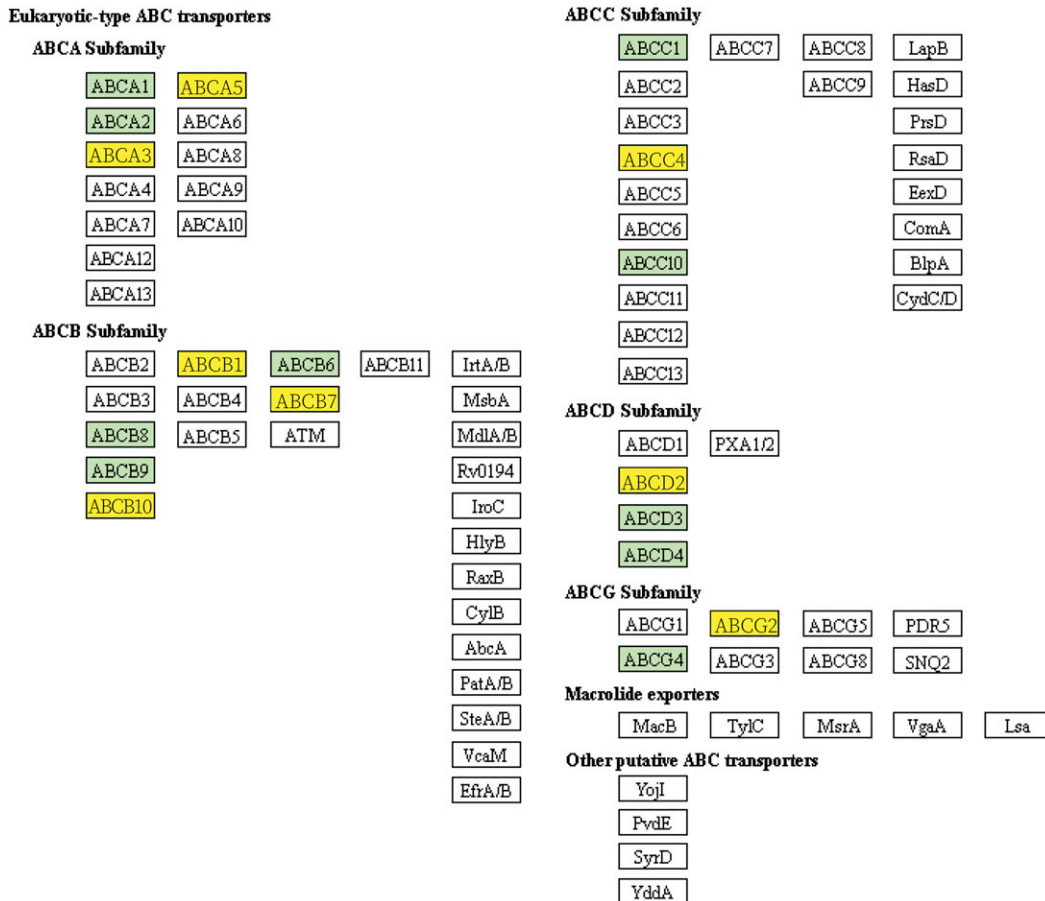 Eukaryotic-type ABC transporters
ABCA Subfamily
ABCA1 ABCA5
ABCA2 ABCA6
ABCA3 ABCA8
ABCA4 ABCA9
ABCA7 ABCA10
ABCA12
ABCA13
ABCB Subfamily
ABCB2 ABCB1 ABCB6 ABCB11 IrtA/B
ABCB3 ABCB4 ABCB7 MsbA
ABCB8 ABCB5 ATM MdlA/B
ABCB9 Rv0194
ABCB10 IroC
HlyB
RaxB
CylB
AbcA
PatA/B
SteA/B
VcaM
EfrA/B
ABCC Subfamily
ABCC1 ABCC7 ABCC8 LapB
ABCC2 ABCC9 HasD
ABCC3 PrsD
ABCC4 RsaD
ABCC5 EexD
ABCC6 ComA
ABCC10 BlpA
ABCC11 CydC/D
ABCC12
ABCC13
ABCD Subfamily
ABCD1 PXA1/2
ABCD2
ABCD3
ABCD4
ABCG Subfamily
ABCG1 ABCG2 ABCG5 PDR5
ABCG4 ABCG3 ABCG8 SNQ2
Macrolide exporters
MacB TylC MsrA VgaA Lsa
Other putative ABC transporters
YojI
PvdE
SyrD
YddA